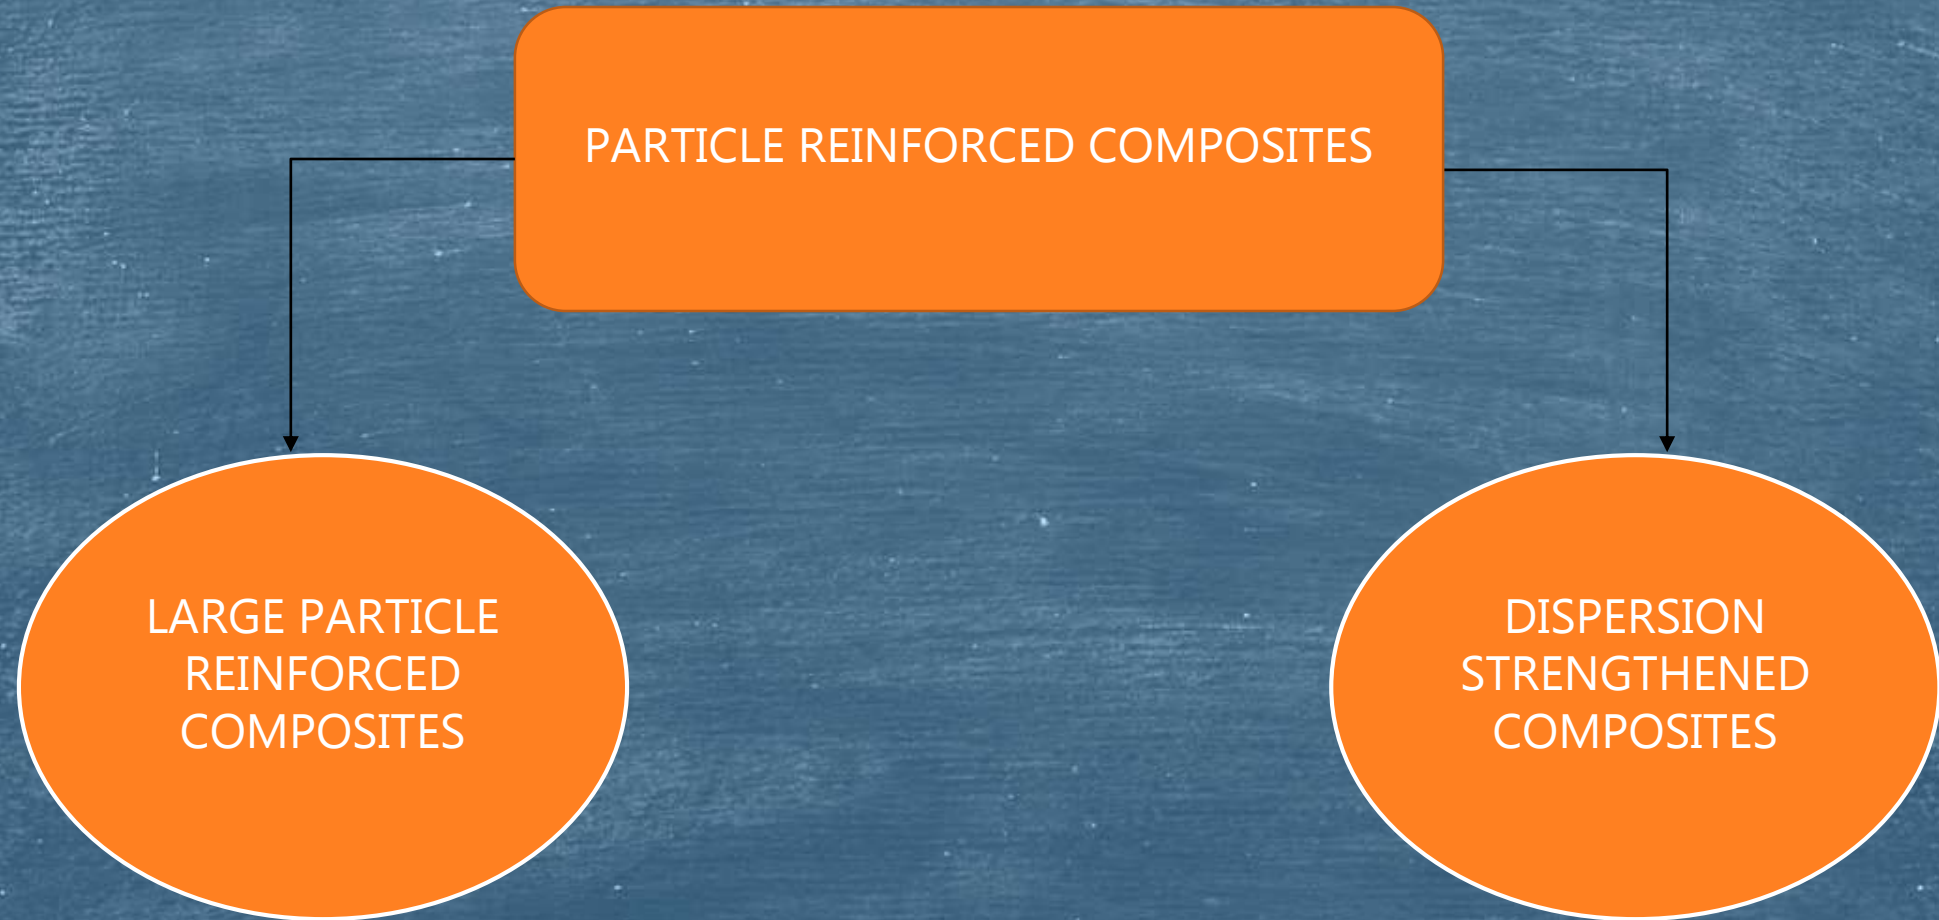 PARTICLE REINFORCED COMPOSITES
LARGE PARTICLE
REINFORCED
COMPOSITES
DISPERSION
STRENGTHENED
COMPOSITES